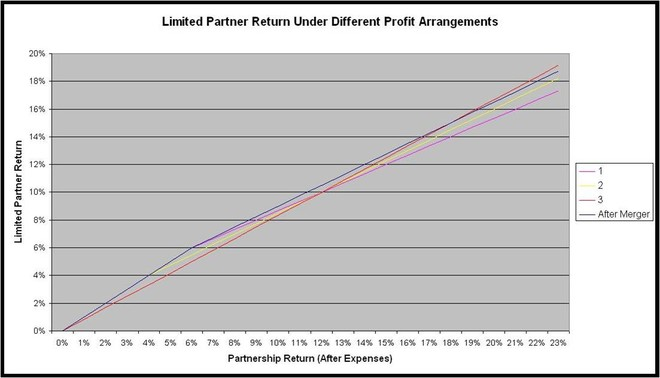 Limited Partner Return Under Different Profit Arrangements
20%
18%
16%
14%
12%
10%
8%
6%
4%
2%
0%
Limited Partner Return
0% 1% 2% 3% 4% 5% 6% 7% 8% 9% 10% 11% 12% 13% 14% 15% 16% 17% 18% 19% 20% 21% 22% 23%
Partnership Return (After Expenses)
1
2
3
After Merger